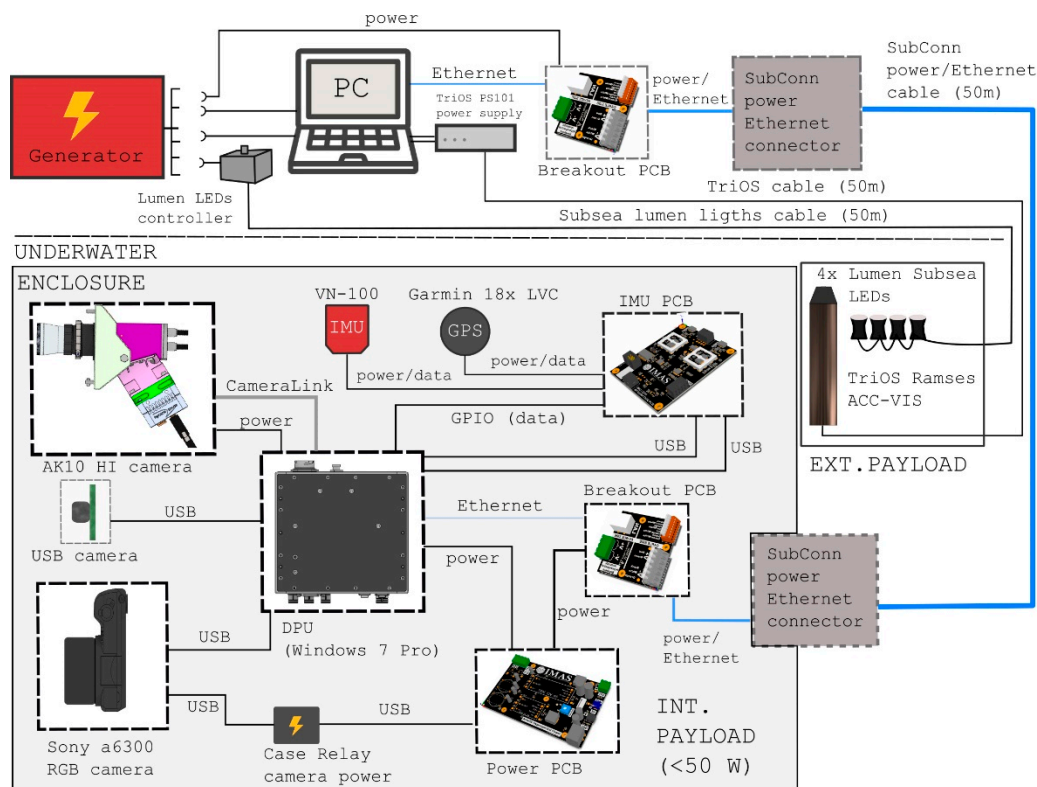 power
SubConn
power/Ethernet
cable (50m)
PC
Ethernet
TriOS PS101
power supply
power/
Ethernet
SubConn
power
Ethernet
connector
Generator
Breakout PCB
Lumen LEDs
controller
TriOS cable (50m)
Subsea lumen ligths cable (50m)
UNDERWATER
ENCLOSURE
VN-100
Garmin 18x LVC
IMU PCB
4x Lumen Subsea
LEDs
IMU
GPS
power/data
power/data
IMAS
CameraLink
GPIO (data)
TriOS Ramses
ACC-VIS
power
USB
USB
AK10 HI camera
EXT.PAYLOAD
Breakout PCB
Ethernet
USB
USB camera
power
SubConn
power
Ethernet
connector
power
DPU
(Windows 7 Pro)
USB
power/
Ethernet
IMAS
USB
USB
INT.
PAYLOAD
(<50 W)
Sony a6300
RGB camera
Case Relay
camera power
Power PCB